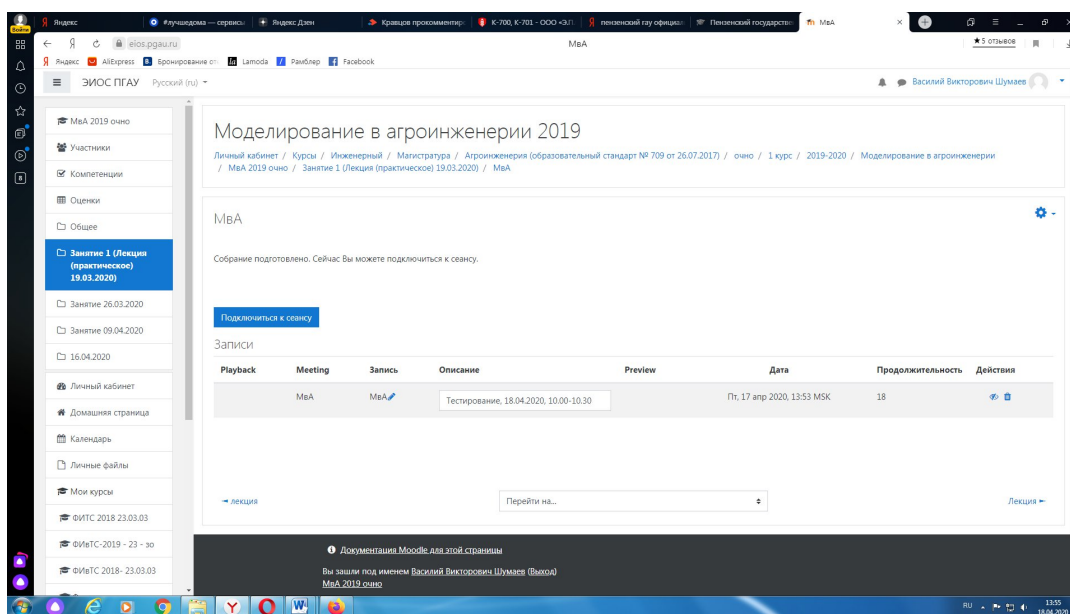 Войти
Яндекс
#лучшедома — сервисы
Яндекс Дзен
Кравцов прокомментиро
К-700, К-701 - ООО «Э.П
пензенский гау официал
Пензенский государстве
МвА
eios.pgau.ru
МвА
★ 5 отзывов
Яндекс
AliExpress
Бронирование от
Lamoda
Рамблер
Facebook
ЭИОС ПГАУ
Русский (ru)
Василий Викторович Шумаев
МвА 2019 очно
Участники
Компетенции
Оценки
Общее
Занятие 1 (Лекция
(практическое)
19.03.2020)
Занятие 26.03.2020
Занятие 09.04.2020
16.04.2020
Личный кабинет
Домашняя страница
Календарь
Личные файлы
Мои курсы
ФИТС 2018 23.03.03
ФИвТС-2019 - 23 - зо
ФИвТС 2018- 23.03.03
Моделирование в агроинженерии 2019
Личный кабинет / Курсы / Инженерный / Магистратура / Агроинженерия (образовательный стандарт № 709 от 26.07.2017) / очно / 1 курс / 2019-2020 / Моделирование в агроинженерии
/ МвА 2019 очно / Занятие 1 (Лекция (практическое) 19.03.2020) / МвА
МвА
Собрание подготовлено. Сейчас Вы можете подключиться к сеансу.
Подключиться к сеансу
Записи
Playback Meeting Запись Описание Preview Дата Продолжительность Действия
МвА МвА Тестирование, 18.04.2020, 10.00-10.30 Пт, 17 апр 2020, 13:53 MSK 18
◄ лекция
Перейти на...
Лекция ►
Документация Moodle для этой страницы
Вы зашли под именем Василий Викторович Шумаев (Выход)
МвА 2019 очно
RU
13:55
18.04.2020